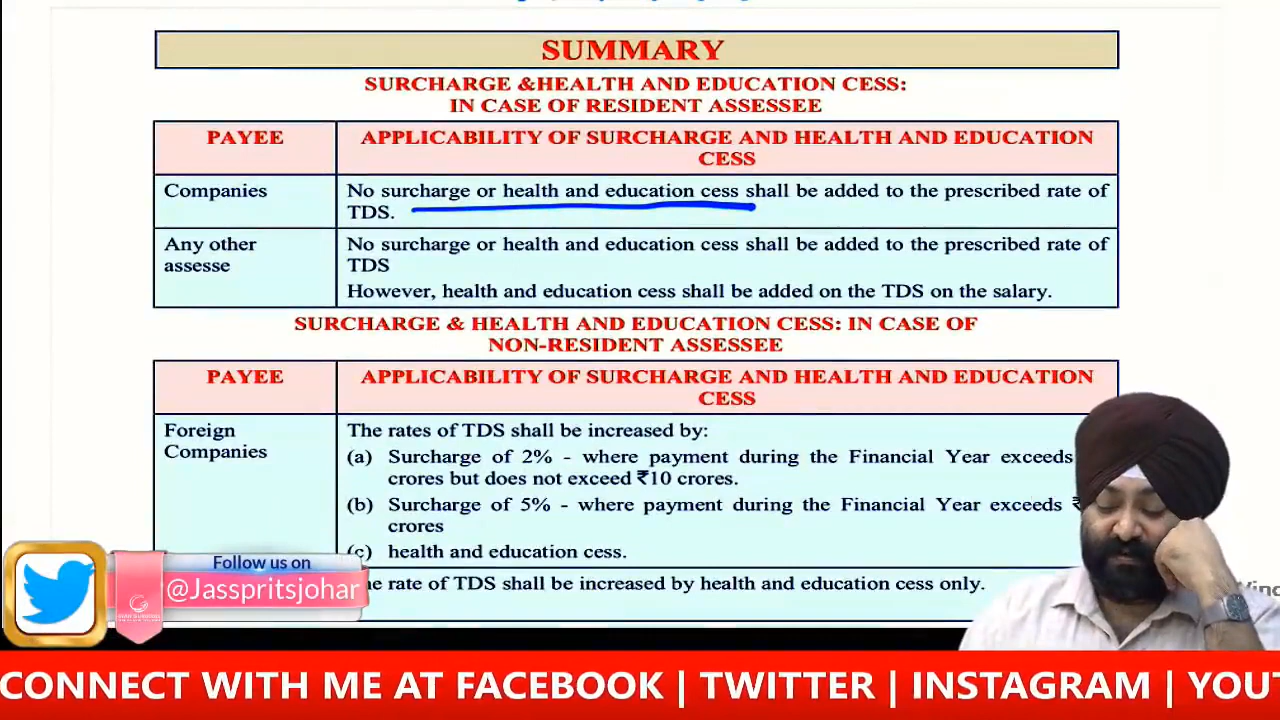 SUMMARY
SURCHARGE &HEALTH AND EDUCATION CESS:
IN CASE OF RESIDENT ASSESSEE
PAYEE
APPLICABILITY OF SURCHARGE AND HEALTH AND EDUCATION
CESS
Companies
No surcharge or health and education cess shall be added to the prescribed rate of
TDS.
Any other
assesse
No surcharge or health and education cess shall be added to the prescribed rate of
TDS
However, health and education cess shall be added on the TDS on the salary.
SURCHARGE & HEALTH AND EDUCATION CESS: IN CASE OF
NON-RESIDENT ASSESSEE
PAYEE
APPLICABILITY OF SURCHARGE AND HEALTH AND EDUCATION
CESS
Foreign
Companies
The rates of TDS shall be increased by:
(a) Surcharge of 2% - where payment during the Financial Year exceeds
crores but does not exceed ₹10 crores.
(b) Surcharge of 5% - where payment during the Financial Year exceeds ₹
crores
(c) health and education cess.
rate of TDS shall be increased by health and education cess only.
Follow us on
@Jasspritsjohar
CONNECT WITH ME AT FACEBOOK | TWITTER | INSTAGRAM | YOUT